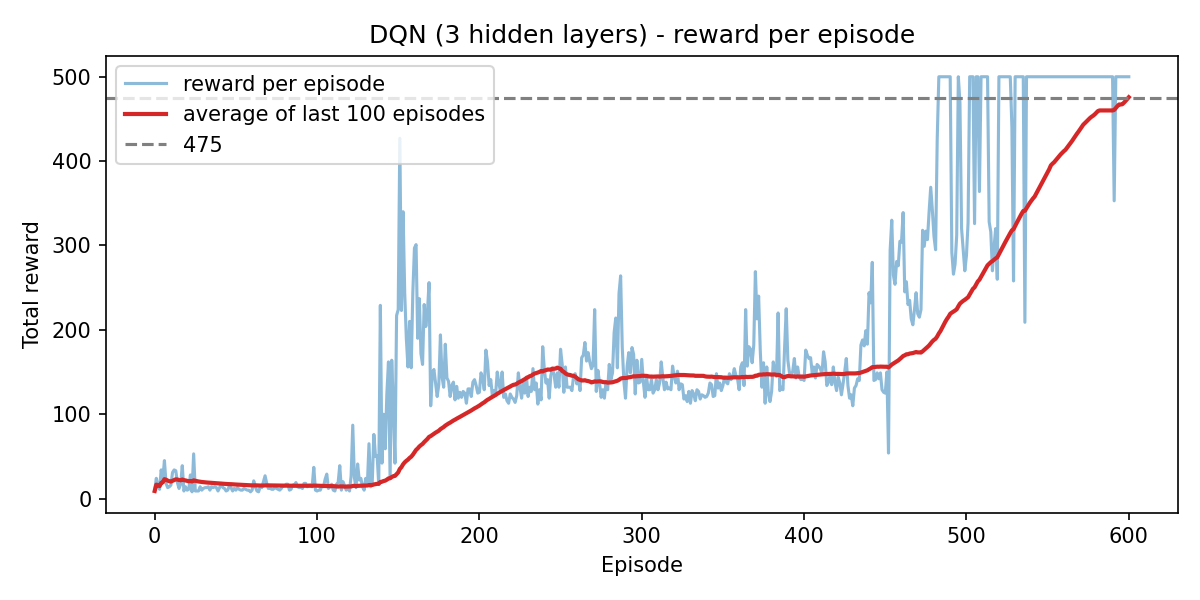 DQN (3 hidden layers) - reward per episode
reward per episode
average of last 100 episodes
475
Total reward
500
400
300
200
100
0
0 100 200 300 400 500 600
Episode